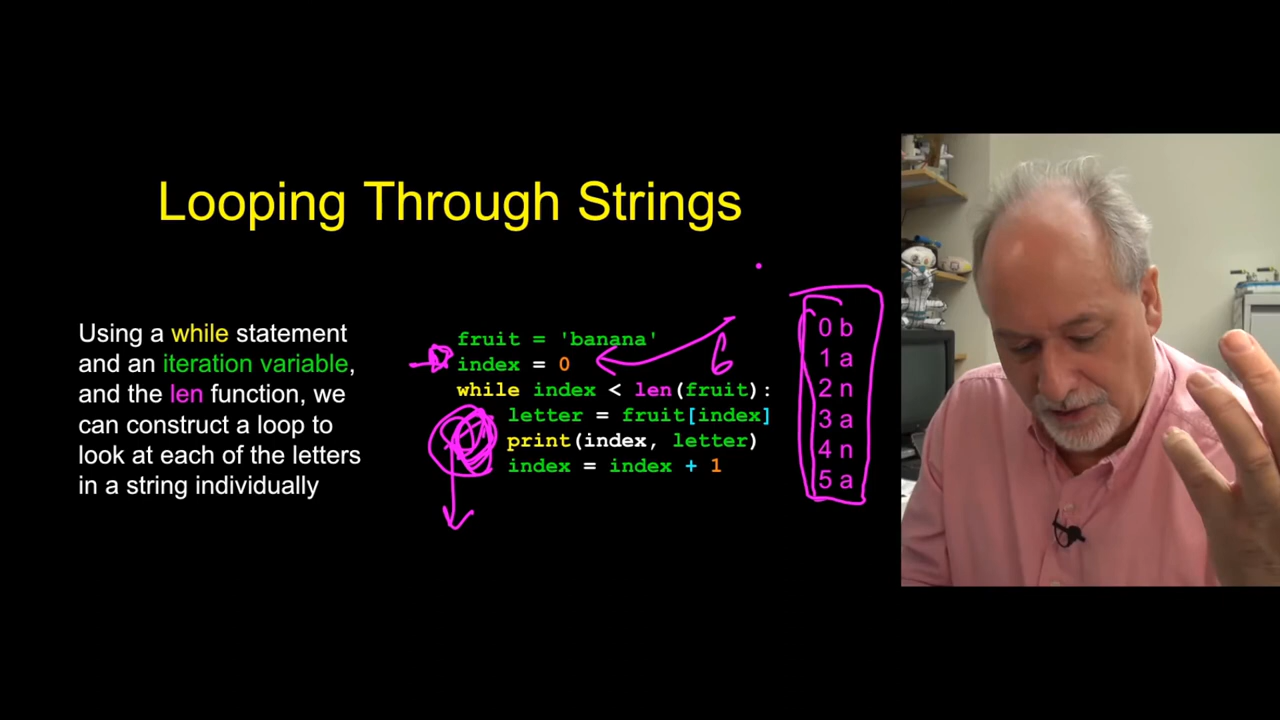 Looping Through Strings
Using a while statement
and an iteration variable,
and the len function, we
can construct a loop to
look at each of the letters
in a string individually
fruit = 'banana'
index = 0
while index < len(fruit):
    letter = fruit[index]
    print(index, letter)
    index = index + 1
6
0 b
1 a
2 n
3 a
4 n
5 a